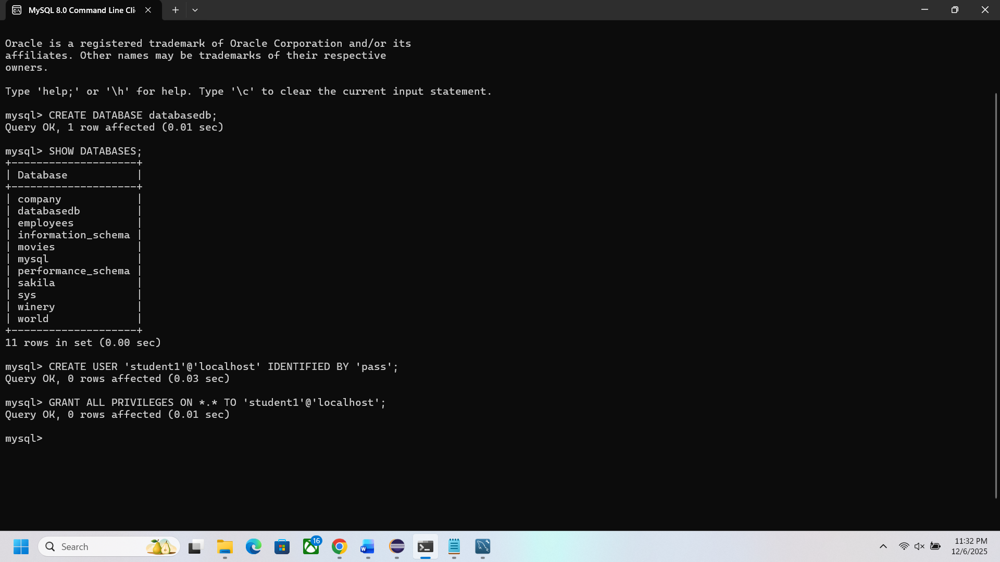 MySQL 8.0 Command Line Cli
Oracle is a registered trademark of Oracle Corporation and/or its
affiliates. Other names may be trademarks of their respective
owners.
Type 'help;' or '\h' for help. Type '\c' to clear the current input statement.
mysql> CREATE DATABASE databasedb;
Query OK, 1 row affected (0.01 sec)
mysql> SHOW DATABASES;
+--------------------+
| Database           |
+--------------------+
| company            |
| databasedb         |
| employees          |
| information_schema |
| movies             |
| mysql              |
| performance_schema |
| sakila             |
| sys                |
| winery             |
| world              |
+--------------------+
11 rows in set (0.00 sec)
mysql> CREATE USER 'student1'@'localhost' IDENTIFIED BY 'pass';
Query OK, 0 rows affected (0.03 sec)
mysql> GRANT ALL PRIVILEGES ON *.* TO 'student1'@'localhost';
Query OK, 0 rows affected (0.01 sec)
mysql>
Search
16
11:32 PM
12/6/2025